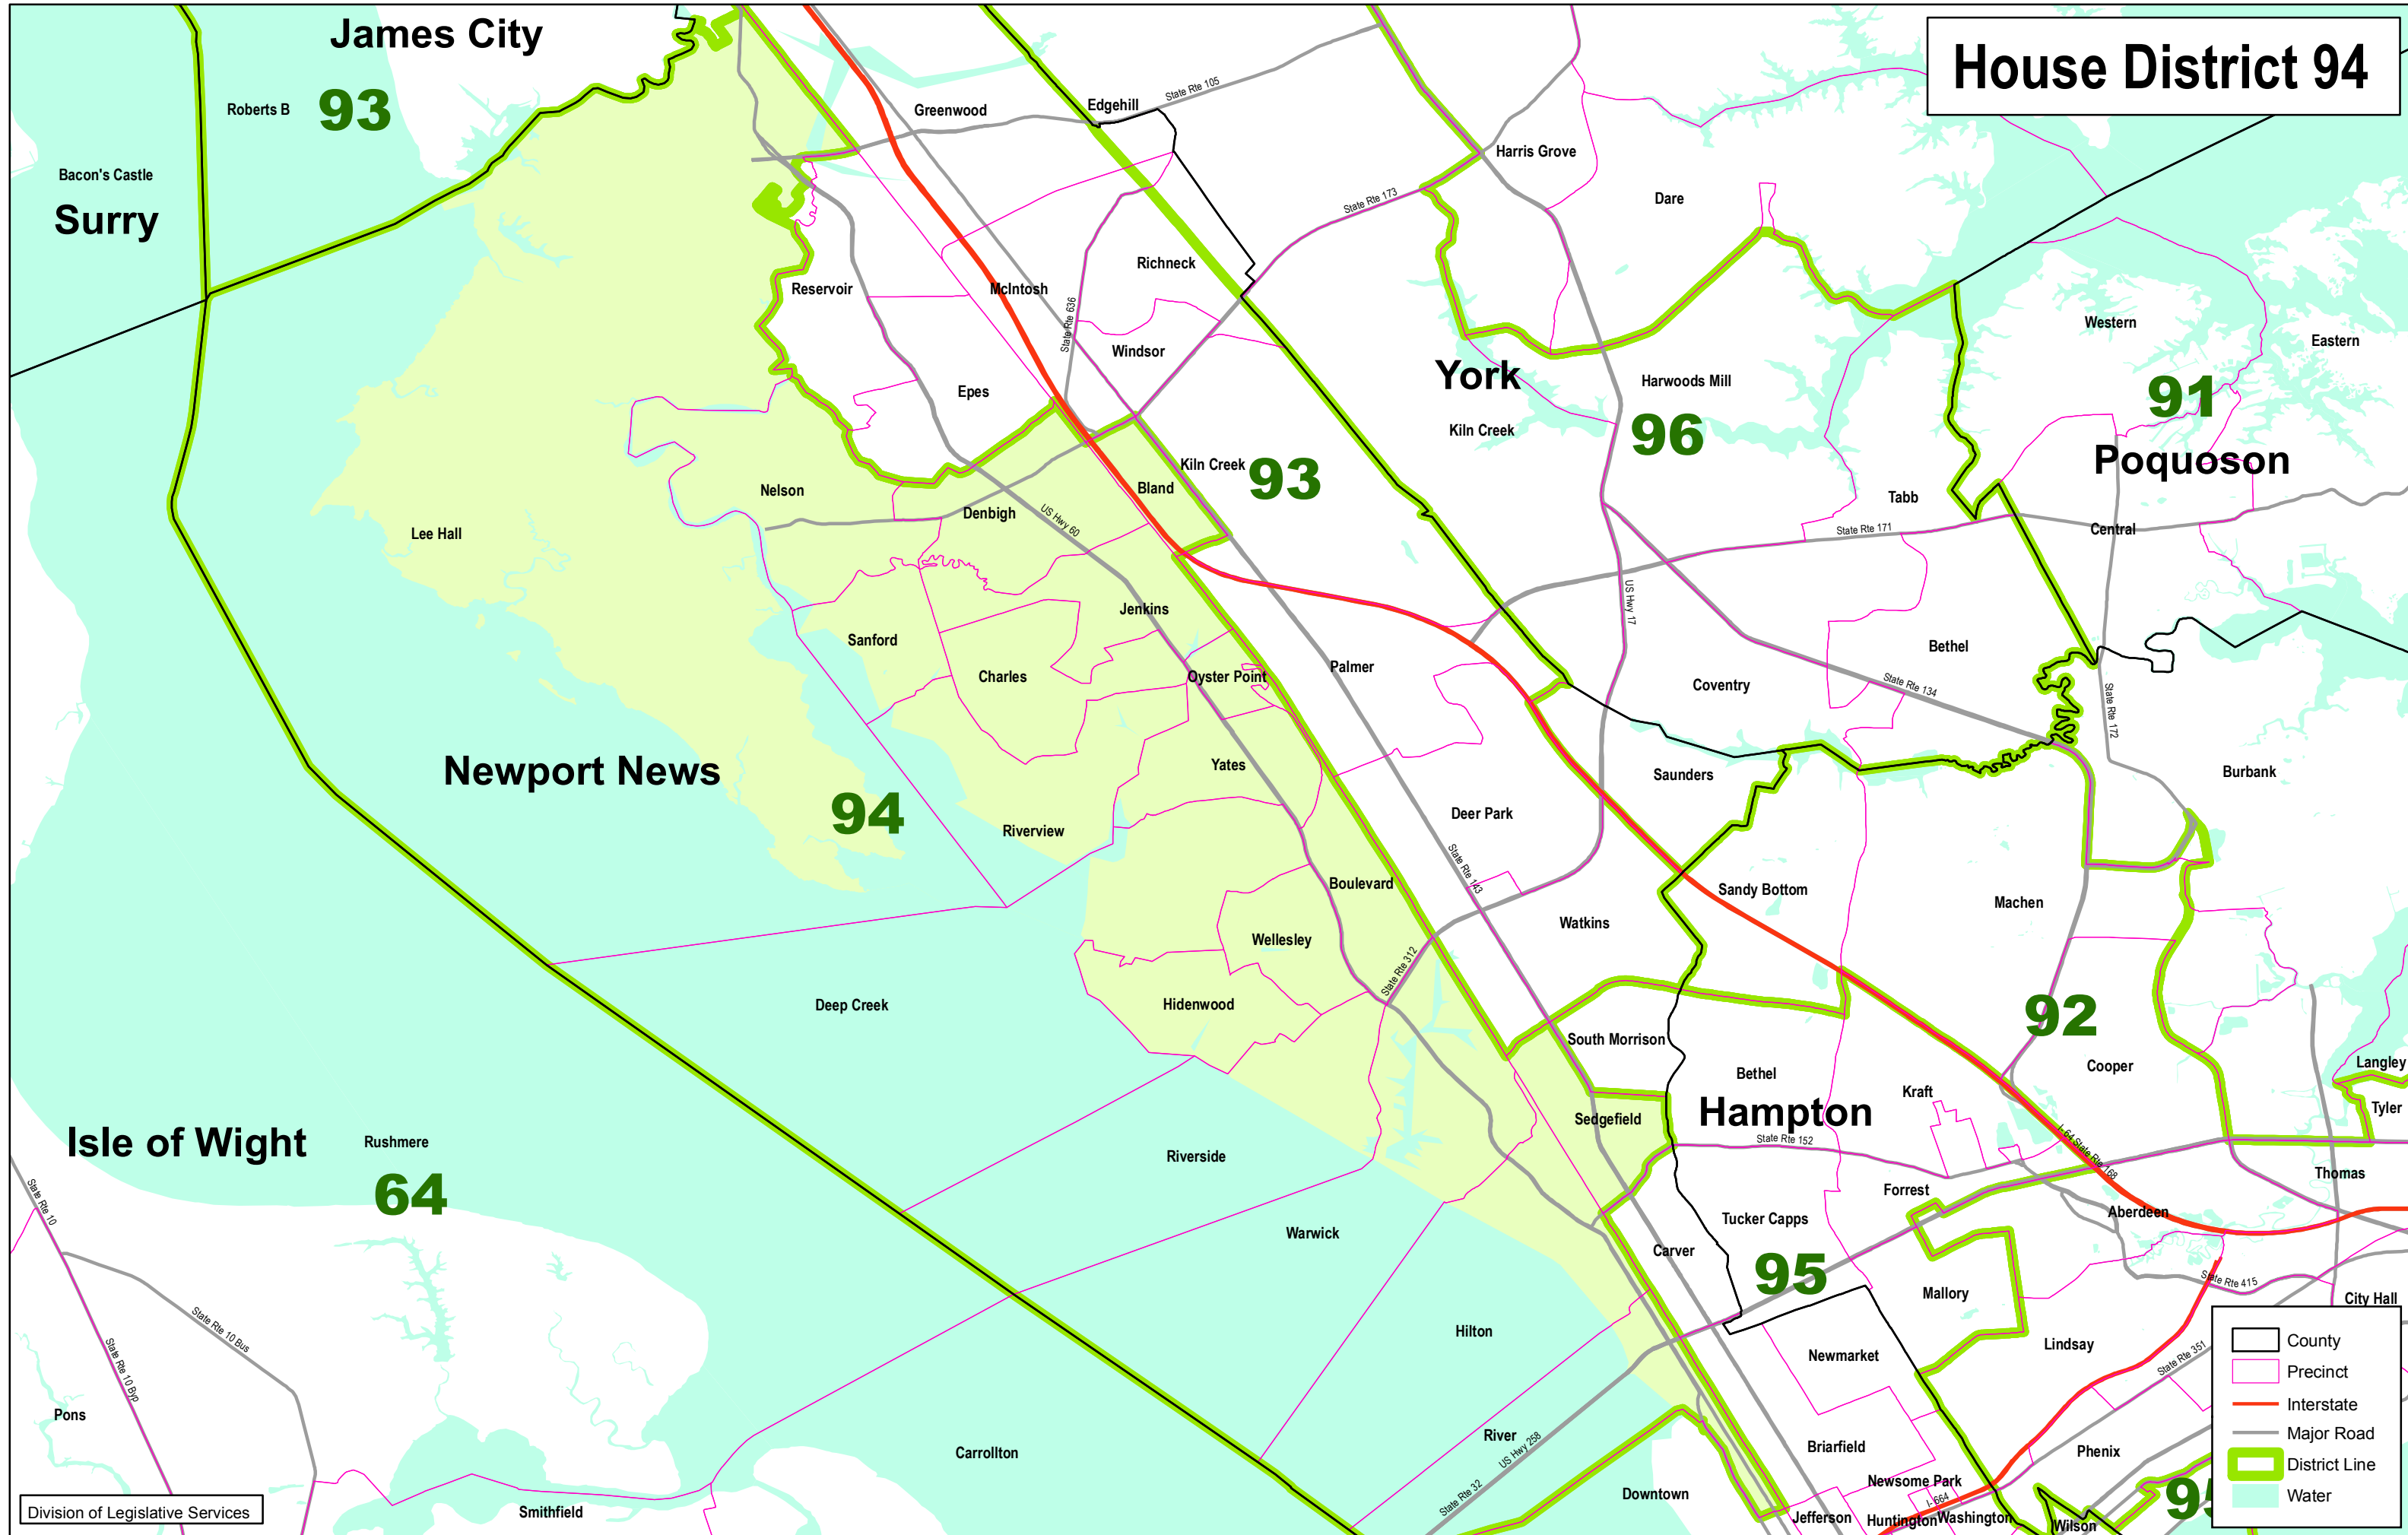 James City
House District 94
Roberts B
93
Greenwood
Edgehill
State Rte 105
Bacon's Castle
Surry
Harris Grove
Dare
State Rte 173
Richneck
Reservoir
McIntosh
State Rte 636
Windsor
Western
Eastern
York
Harwoods Mill
Epes
91
Kiln Creek
96
Poquoson
Kiln Creek
93
Nelson
Bland
Tabb
Lee Hall
Denbigh
US Hwy 60
State Rte 171
Central
Jenkins
US Hwy 17
Sanford
Bethel
Charles
Oyster Point
Palmer
Coventry
State Rte 134
State Rte 172
Newport News
Yates
Saunders
Burbank
94
Riverview
Deer Park
State Rte 143
Boulevard
Sandy Bottom
Machen
Watkins
Wellesley
State Rte 312
Deep Creek
Hidenwood
92
South Morrison
Bethel
Cooper
Langley
Kraft
Tyler
Isle of Wight
Rushmere
Sedgefield
Hampton
State Rte 152
I-64 State Rte 168
Riverside
Thomas
64
State Rte 10
Forrest
Aberdeen
Warwick
Tucker Capps
Carver
95
State Rte 415
Mallory
City Hall
State Rte 10 Bus
Hilton
Lindsay
State Rte 351
Newmarket
State Rte 10 Byp
Pons
River
US Hwy 258
State Rte 32
Carrollton
Briarfield
Phenix
Newsome Park
I-664
Downtown
Smithfield
Jefferson
Huntington
Washington
Wilson
95
County
Precinct
Interstate
Major Road
District Line
Water
Division of Legislative Services